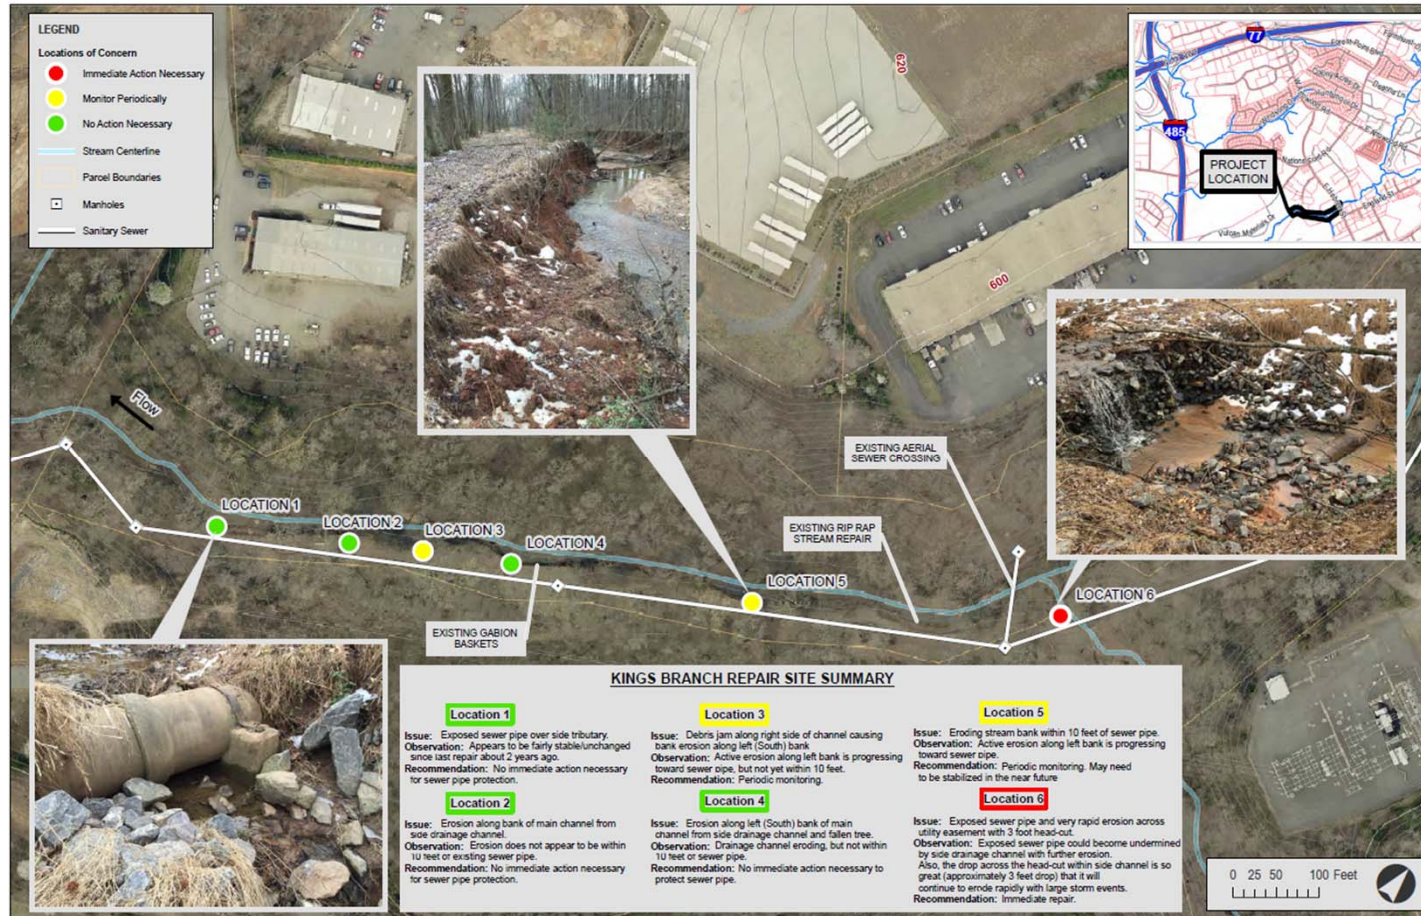 LEGEND
Locations of Concern
Immediate Action Necessary
Monitor Periodically
No Action Necessary
Stream Centerline
Parcel Boundaries
Manholes
Sanitary Sewer
620
600
77
485
Forest Point Blvd
Nations Ford Rd
E Arrowood Rd
Vulcan Materials Dr
England St
PROJECT
LOCATION
Flow
EXISTING AERIAL
SEWER CROSSING
LOCATION 1
LOCATION 2
LOCATION 3
LOCATION 4
LOCATION 5
LOCATION 6
EXISTING RIP RAP
STREAM REPAIR
EXISTING GABION
BASKETS
KINGS BRANCH REPAIR SITE SUMMARY
Location 1
Issue: Exposed sewer pipe over side tributary.
Observation: Appears to be fairly stable/unchanged
since last repair about 2 years ago.
Recommendation: No immediate action necessary
for sewer pipe protection.
Location 2
Issue: Erosion along bank of main channel from
side drainage channel.
Observation: Erosion does not appear to be within
10 feet of existing sewer pipe.
Recommendation: No immediate action necessary
for sewer pipe protection.
Location 3
Issue: Debris jam along right side of channel causing
bank erosion along left (South) bank
Observation: Active erosion along left bank is progressing
toward sewer pipe, but not yet within 10 feet.
Recommendation: Periodic monitoring.
Location 4
Issue: Erosion along left (South) bank of main
channel from side drainage channel and fallen tree.
Observation: Drainage channel eroding, but not within
10 feet of sewer pipe.
Recommendation: No immediate action necessary to
protect sewer pipe.
Location 5
Issue: Eroding stream bank within 10 feet of sewer pipe.
Observation: Active erosion along left bank is progressing
toward sewer pipe.
Recommendation: Periodic monitoring. May need
to be stabilized in the near future
Location 6
Issue: Exposed sewer pipe and very rapid erosion across
utility easement with 3 foot head-cut.
Observation: Exposed sewer pipe could become undermined
by side drainage channel with further erosion.
Also, the drop across the head-cut within side channel is so
great (approximately 3 feet drop) that it will
continue to erode rapidly with large storm events.
Recommendation: Immediate repair.
0 25 50 100 Feet